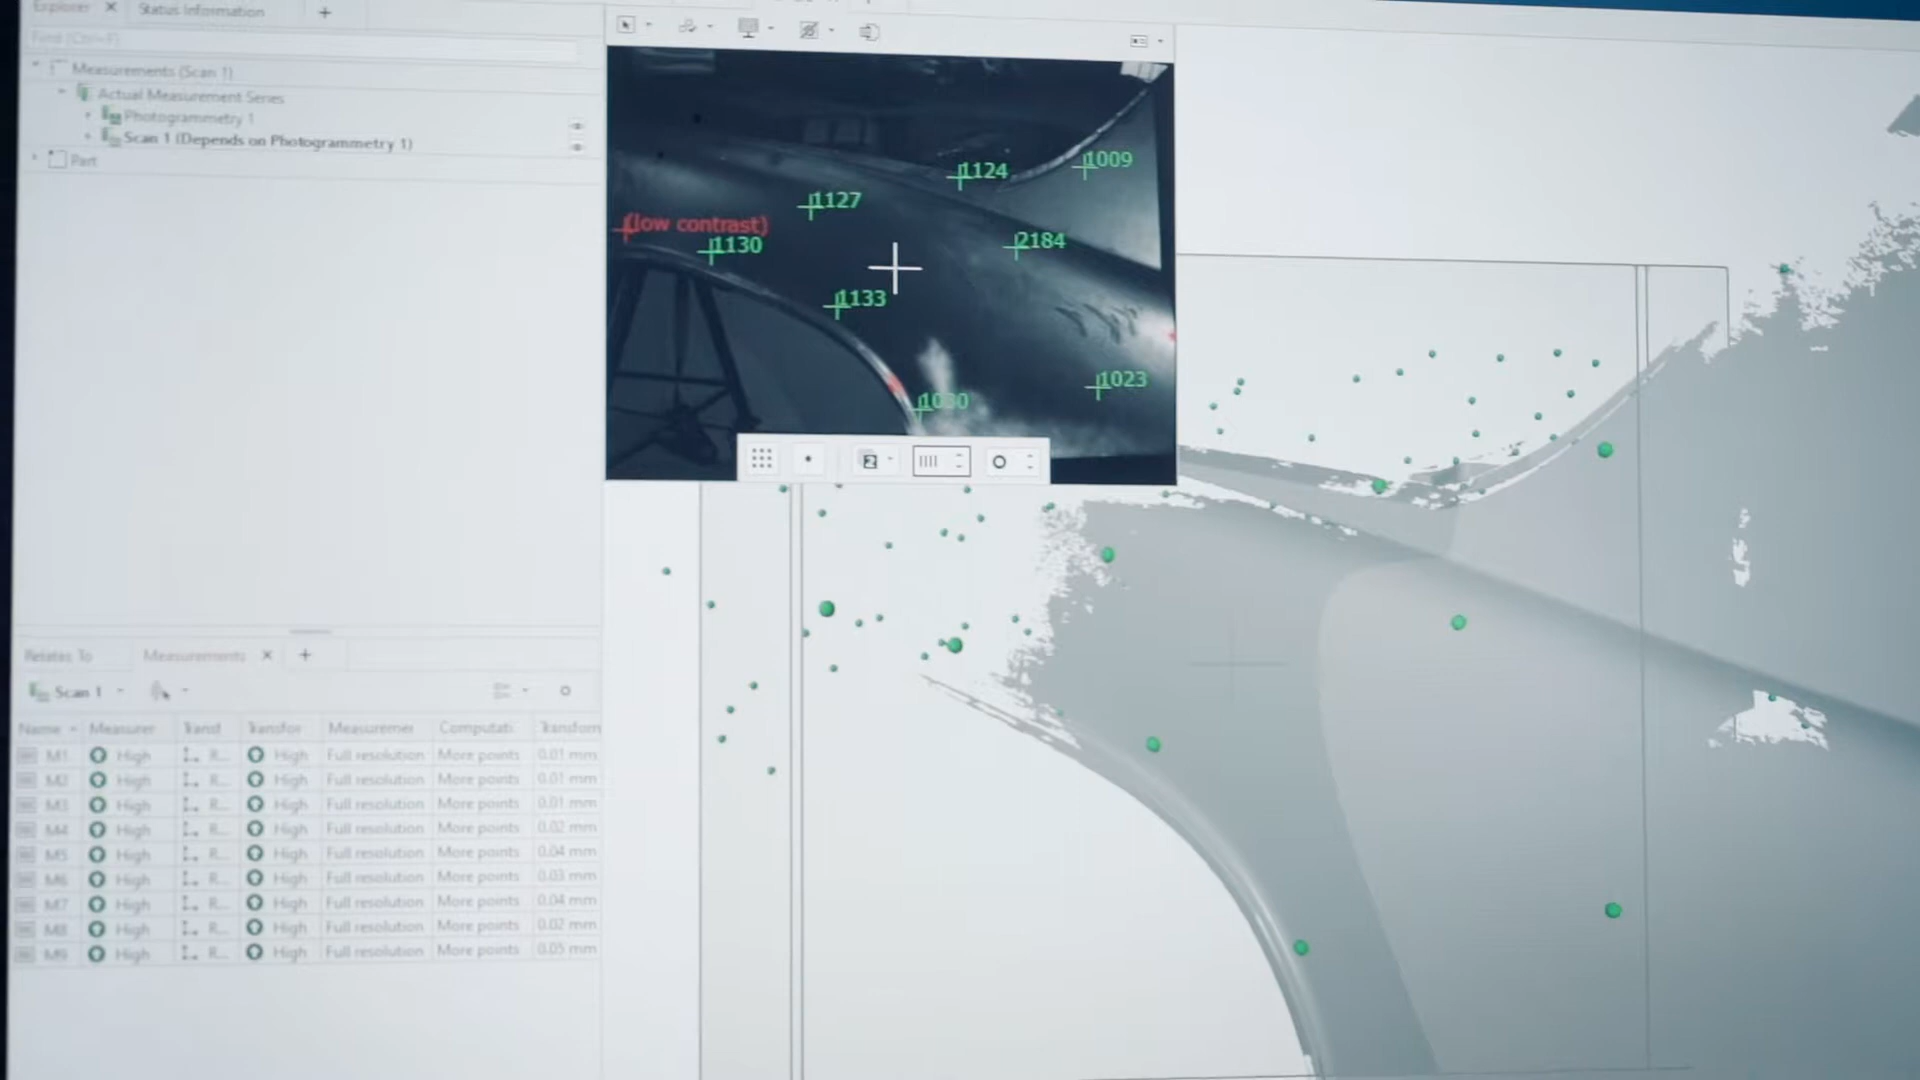 Explorer
Status Information
Find (Ctrl+F)
Measurements (Scan 1)
Actual Measurement Series
Photogrammetry 1
Scan 1 (Depends on Photogrammetry 1)
Part
1124
1009
1127
(low contrast)
1130
2184
1133
1023
1030
Relates To
Measurements
Scan 1
Name
M1 High R... High Full resolution More points 0.01 mm
M2 High R... High Full resolution More points 0.01 mm
M3 High R... High Full resolution More points 0.01 mm
M4 High R... High Full resolution More points 0.02 mm
M5 High R... High Full resolution More points 0.04 mm
M6 High R... High Full resolution More points 0.03 mm
M7 High R... High Full resolution More points 0.04 mm
M8 High R... High Full resolution More points 0.02 mm
M9 High R... High Full resolution More points 0.05 mm